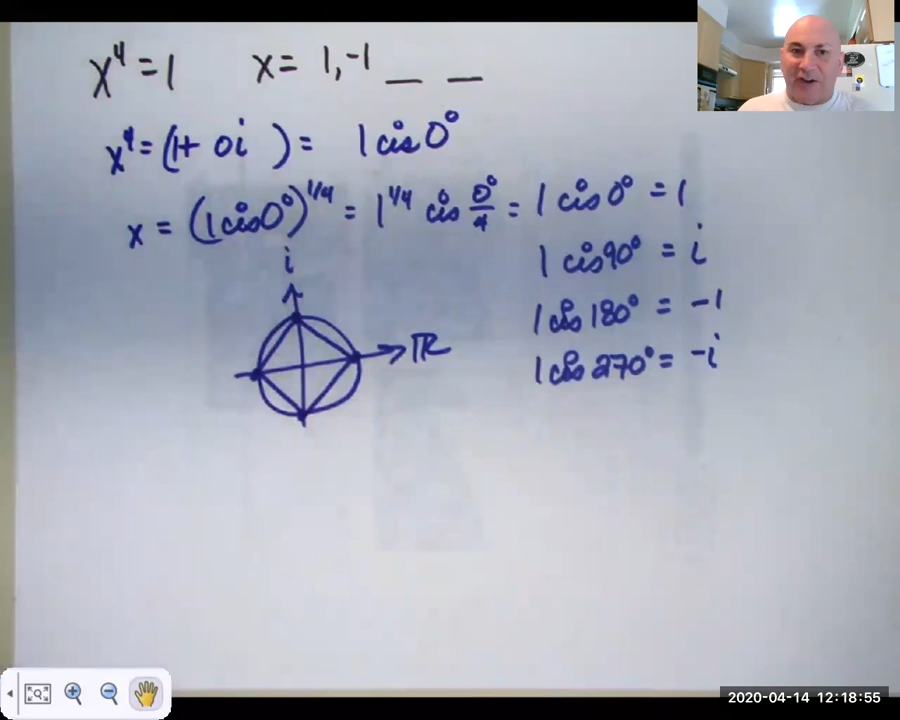 x⁴ = 1    x = 1, -1 __ __
x⁴ = (1 + 0i ) = 1 cis 0°
x = (1 cis 0°)^1/4 = 1^1/4 cis 0°/4 = 1 cis 0° = 1
1 cis 90° = i
1 cis 180° = -1
1 cis 270° = -i
i
ℝ
2020-04-14 12:18:55